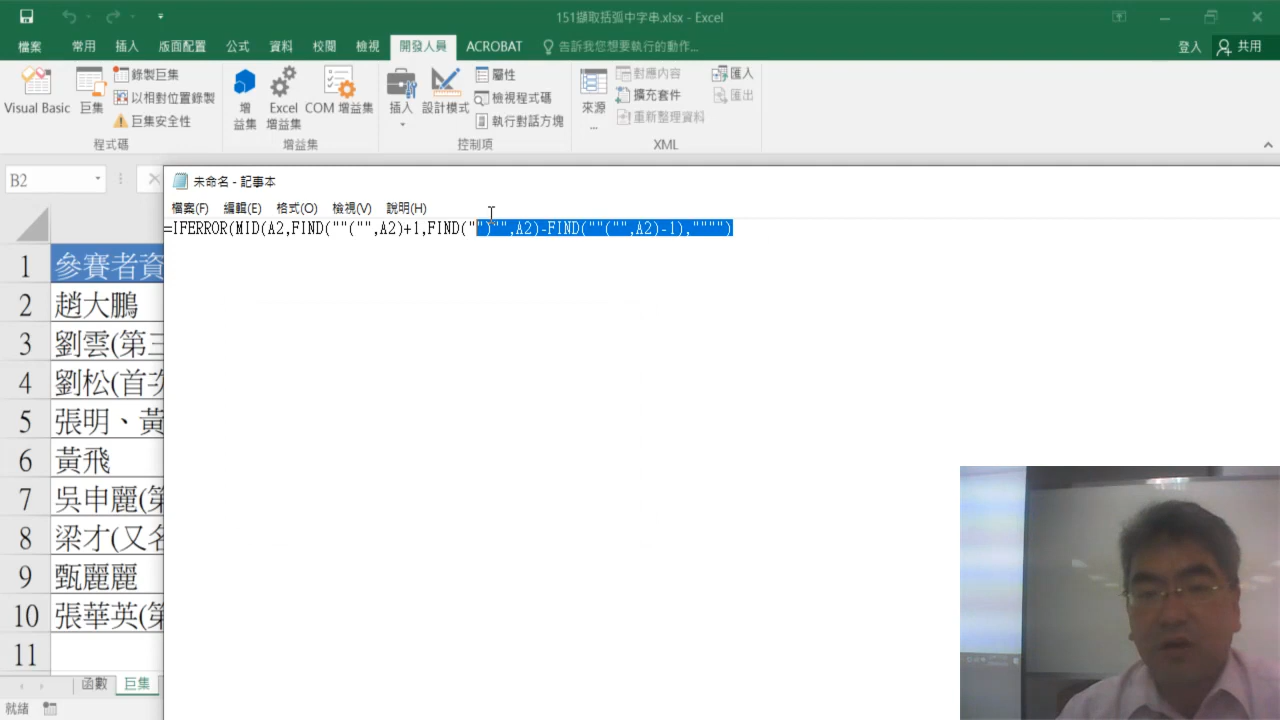 151擷取括弧中字串.xlsx - Excel
檔案 常用 插入 版面配置 公式 資料 校閱 檢視 開發人員 ACROBAT 告訴我您想要執行的動作... 登入 共用
Visual Basic 巨集 錄製巨集 以相對位置錄製 巨集安全性
程式碼
增益集 Excel 增益集 COM 增益集
增益集
插入 設計模式 屬性 檢視程式碼 執行對話方塊
控制項
來源... 對應內容 擴充套件 重新整理資料 匯入 匯出
XML
B2
未命名 - 記事本
檔案(F) 編輯(E) 格式(O) 檢視(V) 說明(H)
=IFERROR(MID(A2,FIND(""("",A2)+1,FIND("")"",A2)-FIND(""("",A2)-1),"""")
1 參賽者資
2 趙大鵬
3 劉雲(第三
4 劉松(首次
5 張明、黃
6 黃飛
7 吳申麗(第
8 梁才(又名
9 甄麗麗
10 張華英(第
11
函數 巨集
就緒